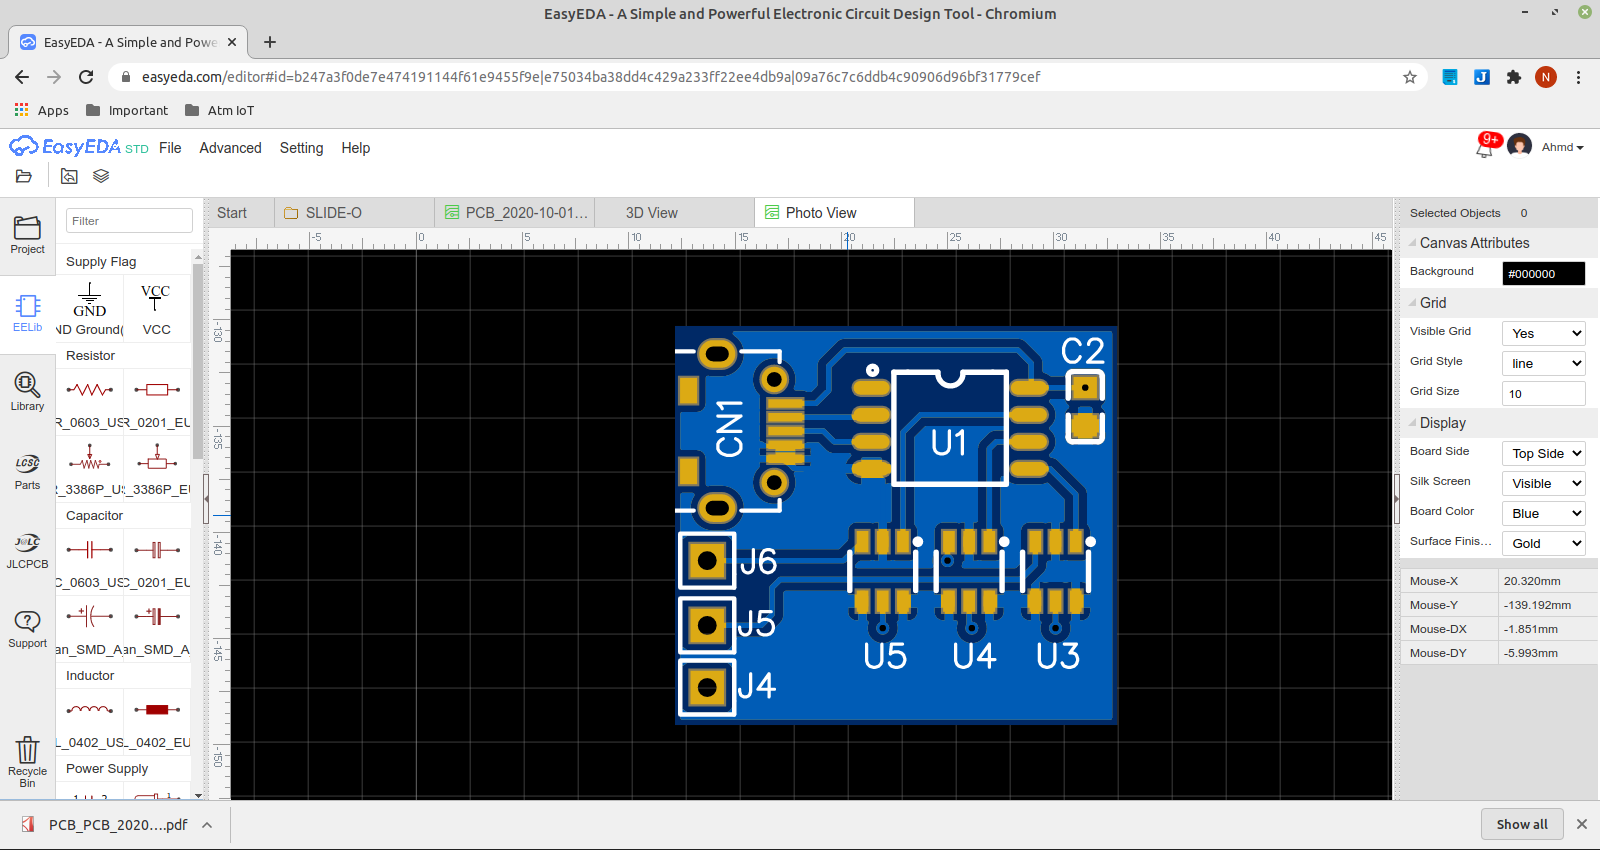 EasyEDA - A Simple and Powerful Electronic Circuit Design Tool - Chromium
EasyEDA - A Simple and Powe
easyeda.com/editor#id=b247a3f0de7e474191144f61e9455f9e|e75034ba38dd4c429a233ff22ee4db9a|09a76c7c6ddb4c90906d96bf31779cef
J
N
Apps
Important
Atm IoT
EasyEDA STD
File
Advanced
Setting
Help
9+
Ahmd
Project
EELib
Library
LCSC
Parts
J@LC
JLCPCB
Support
Recycle
Bin
Filter
Supply Flag
GND
VCC
ND Ground(
VCC
Resistor
R_0603_US
R_0201_EU
R_3386P_US
R_3386P_EU
Capacitor
C_0603_US
C_0201_EU
an_SMD_A
an_SMD_A
Inductor
L_0402_US
L_0402_EU
Power Supply
Start
SLIDE-O
PCB_2020-10-01...
3D View
Photo View
-5
0
5
10
15
20
25
30
35
40
45
-130
-135
-140
-145
-150
C2
CN1
U1
J6
J5
J4
U5
U4
U3
Selected Objects 0
Canvas Attributes
Background #000000
Grid
Visible Grid Yes
Grid Style line
Grid Size 10
Display
Board Side Top Side
Silk Screen Visible
Board Color Blue
Surface Finis... Gold
Mouse-X 20.320mm
Mouse-Y -139.192mm
Mouse-DX -1.851mm
Mouse-DY -5.993mm
PCB_PCB_2020....pdf
Show all